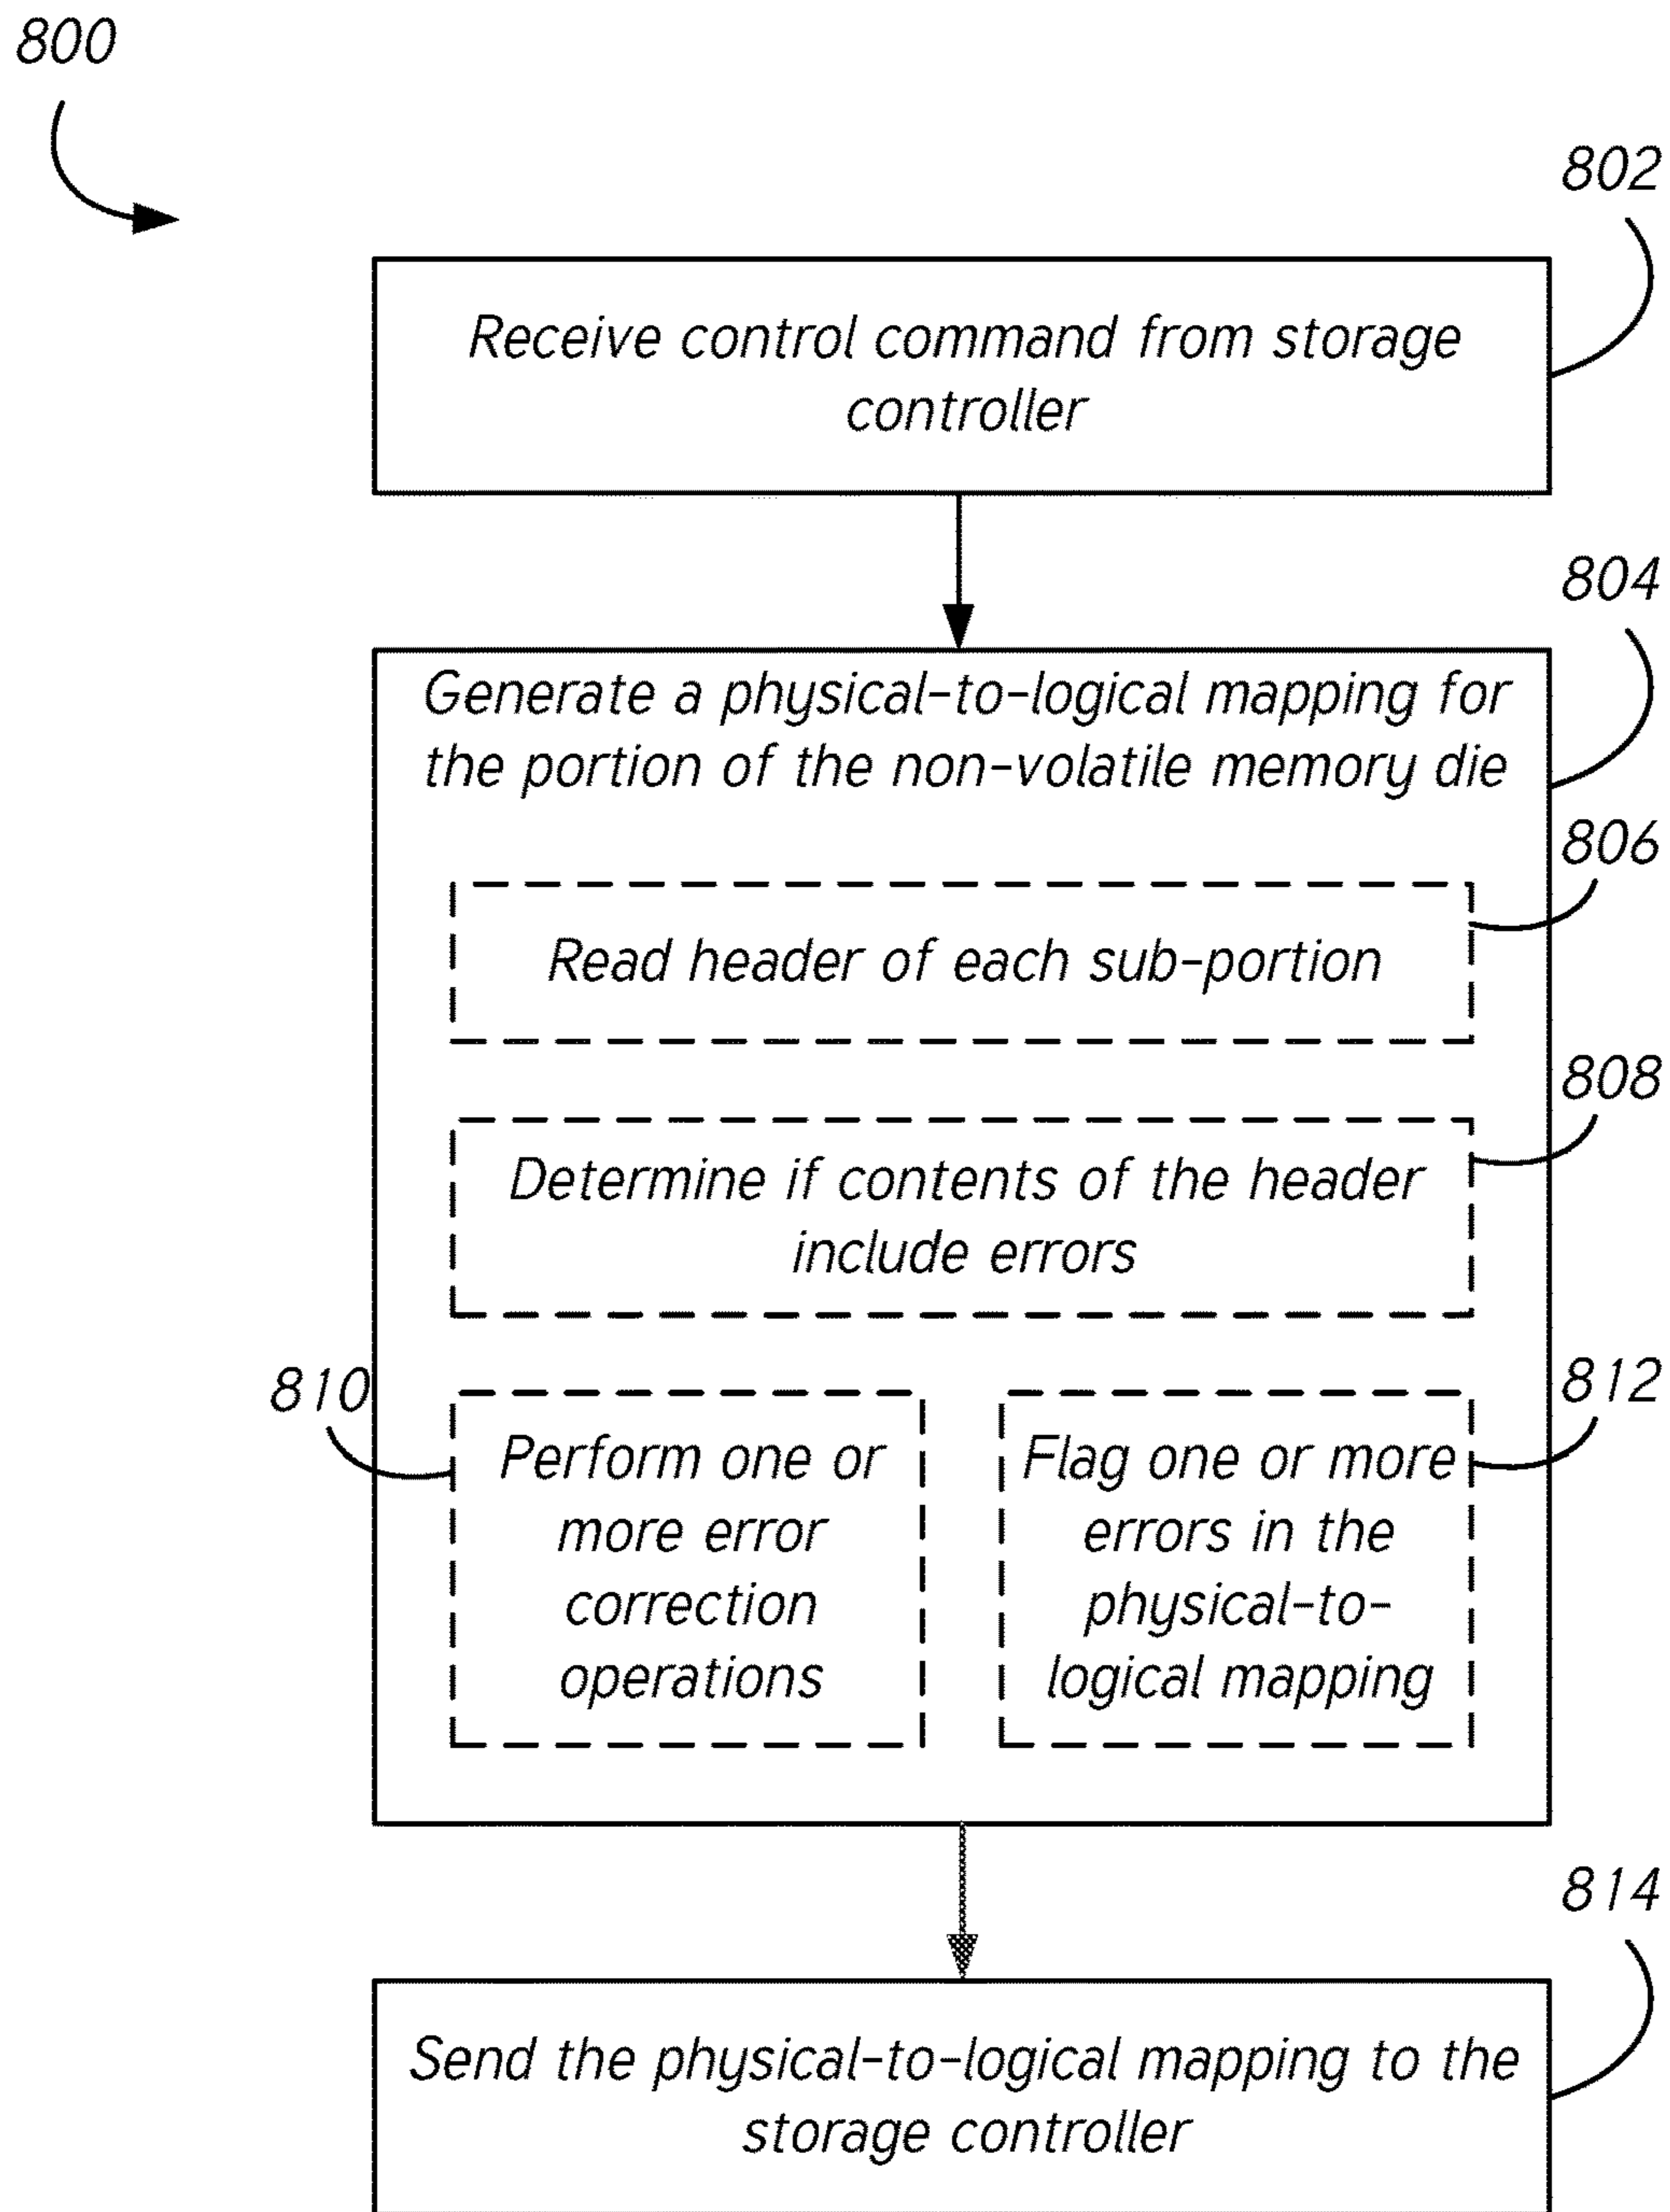 800
802
Receive control command from storage
controller
804
Generate a physical-to-logical mapping for
the portion of the non-volatile memory die
806
Read header of each sub-portion
808
Determine if contents of the header
include errors
810
Perform one or
more error
correction
operations
812
Flag one or more
errors in the
physical-to-
logical mapping
814
Send the physical-to-logical mapping to the
storage controller